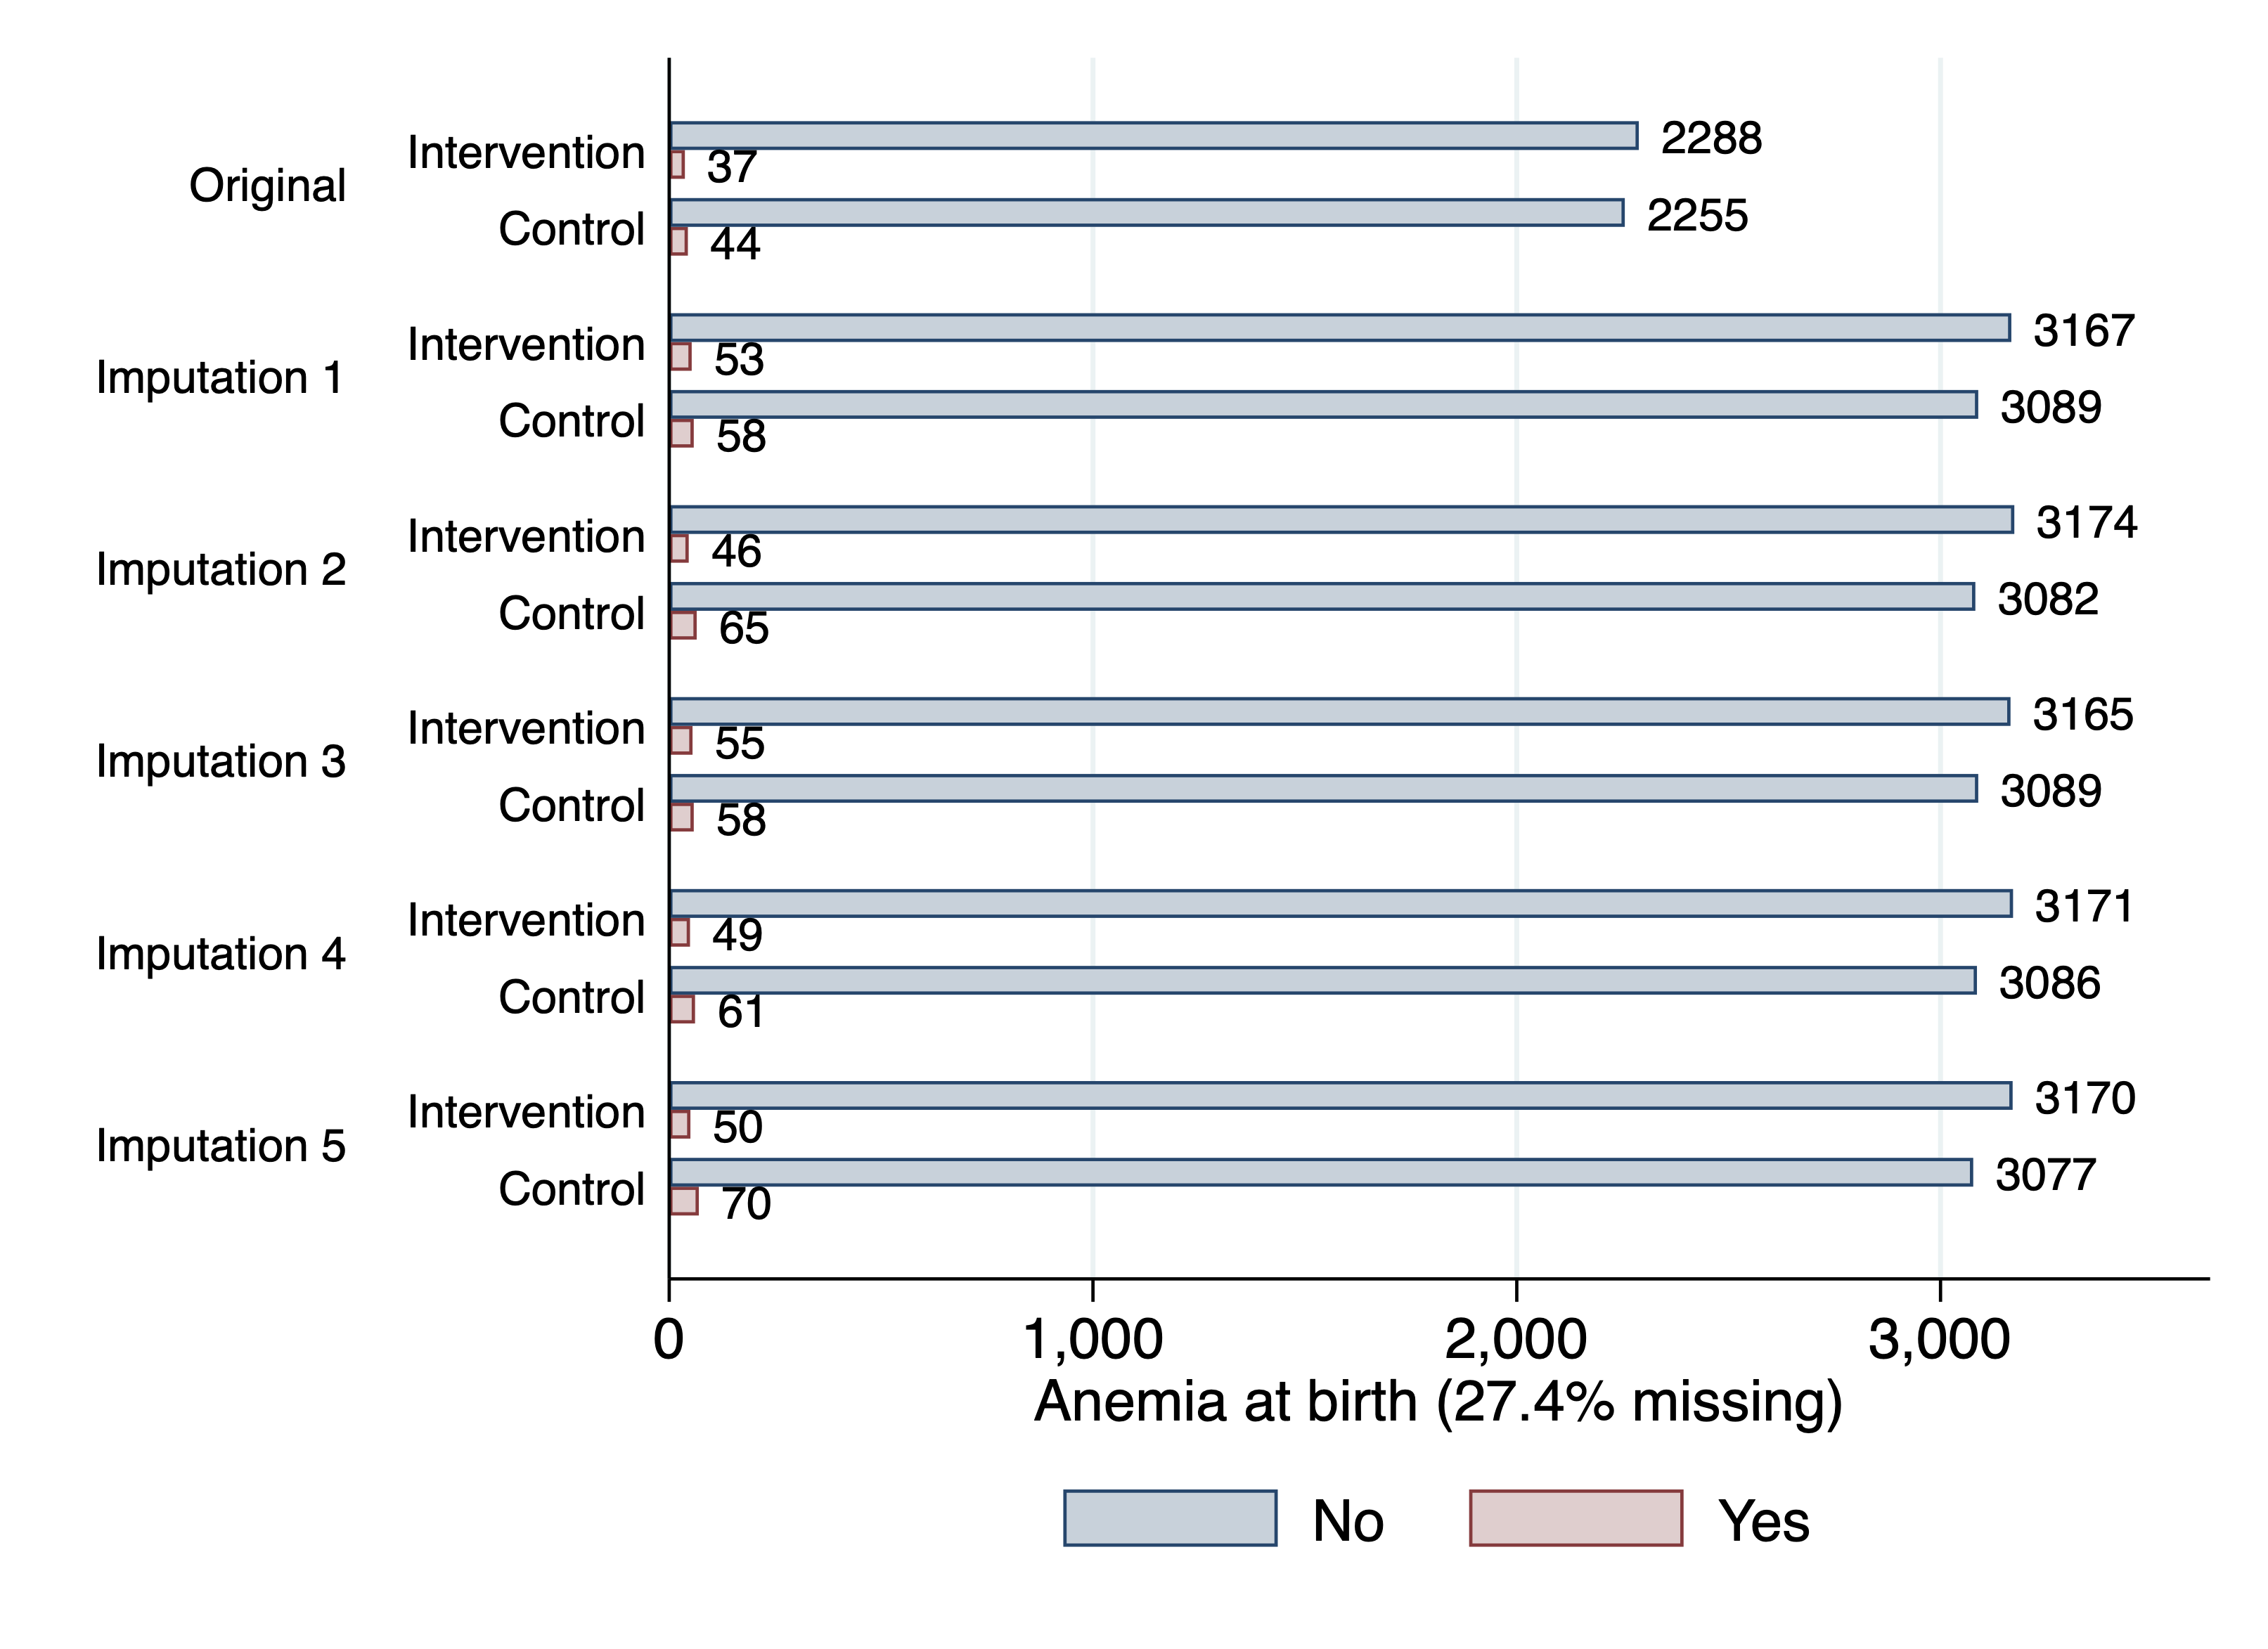 Original
Intervention
2288
37
Control
2255
44
Imputation 1
Intervention
3167
53
Control
3089
58
Imputation 2
Intervention
3174
46
Control
3082
65
Imputation 3
Intervention
3165
55
Control
3089
58
Imputation 4
Intervention
3171
49
Control
3086
61
Imputation 5
Intervention
3170
50
Control
3077
70
0 1,000 2,000 3,000
Anemia at birth (27.4% missing)
No Yes